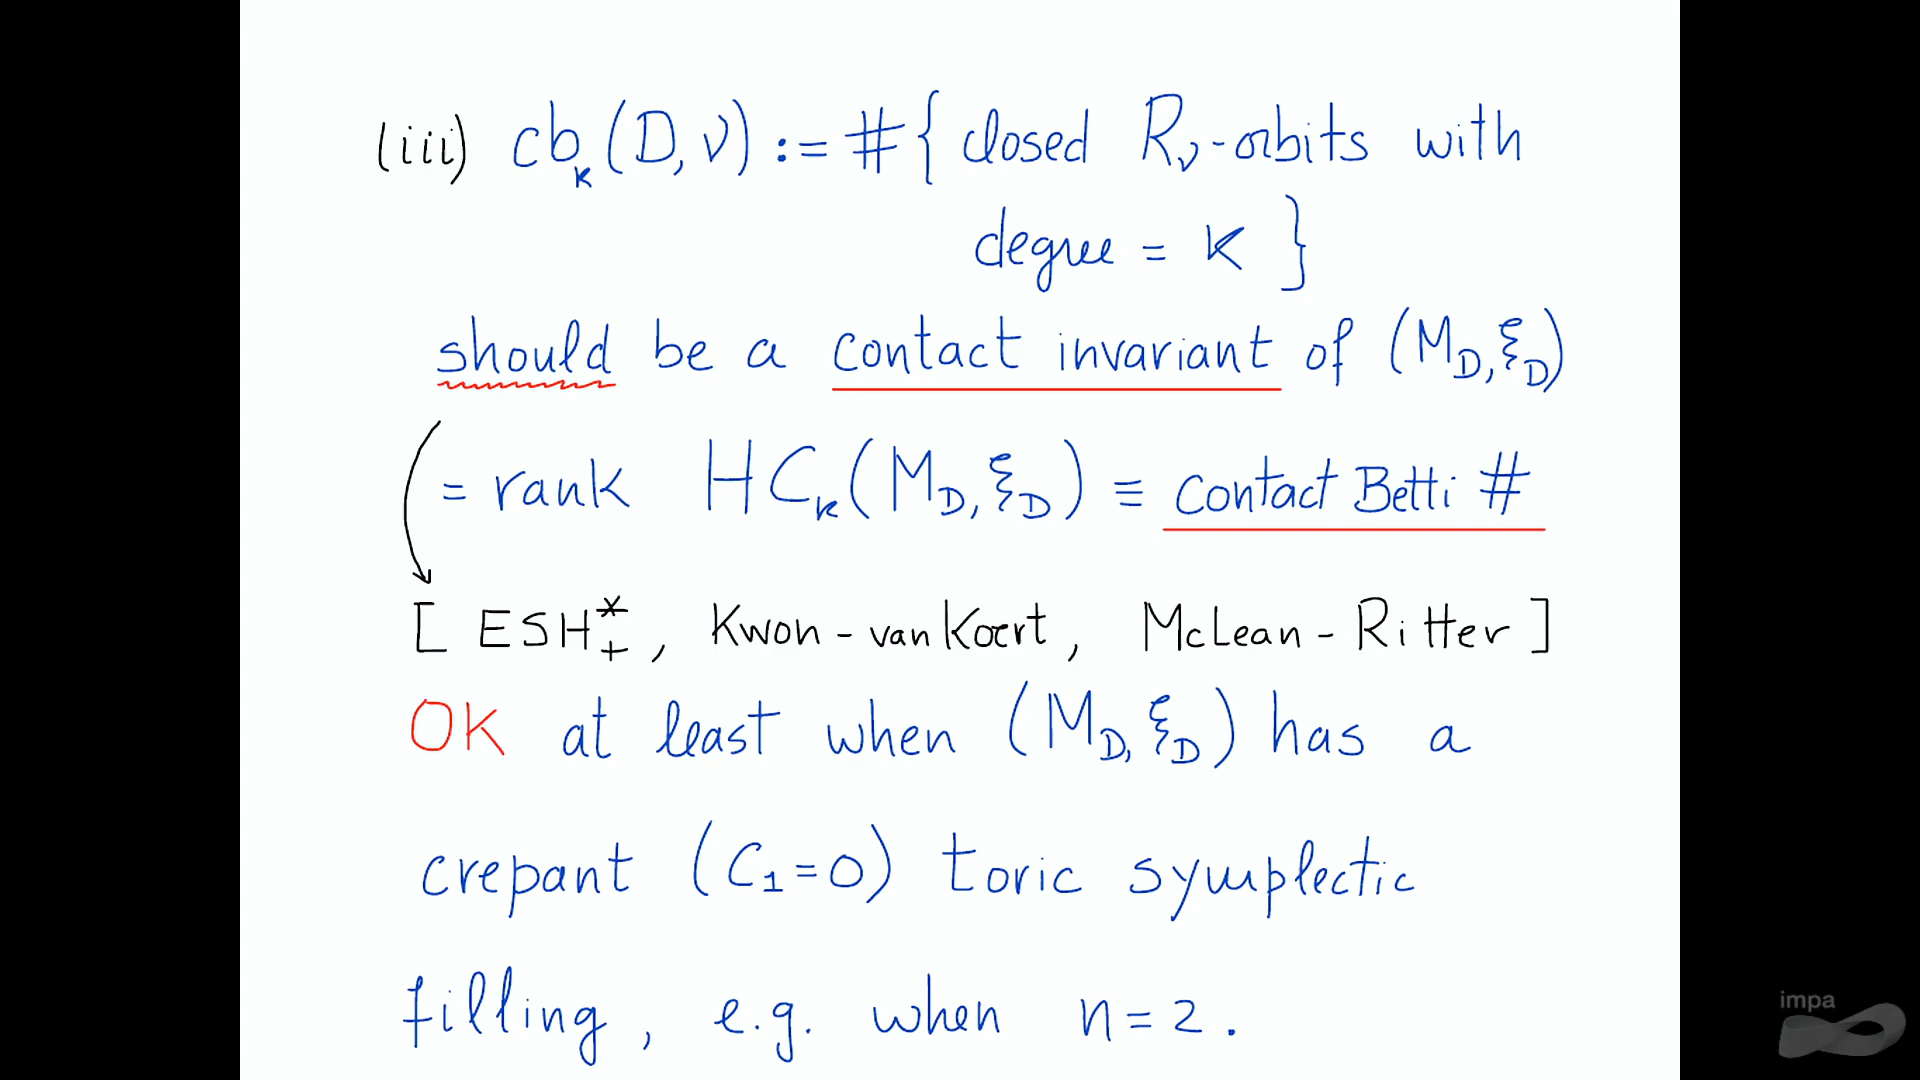 (iii) cb_k (D, ν) := # { closed R_ν-orbits with
degree = k }
should be a contact invariant of (M_D, ξ_D)
= rank HC_k (M_D, ξ_D) ≡ contact Betti #
[ ESH^*_+, Kwon - van Koert, McLean - Ritter ]
OK at least when (M_D, ξ_D) has a
crepant (C_1 = 0) toric symplectic
filling, e.g. when n = 2.
impa